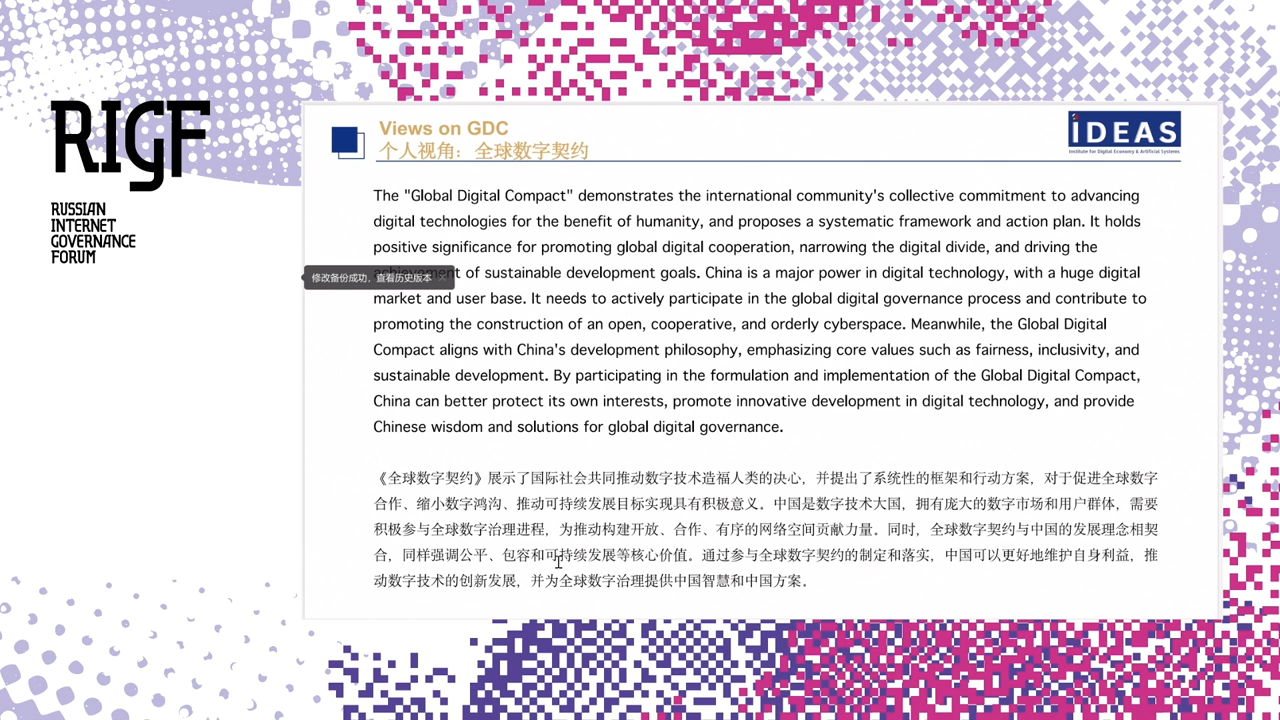 RIGF
RUSSIAN
INTERNET
GOVERNANCE
FORUM
Views on GDC
个人视角：全球数字契约
iDEAS
Institute for Digital Economy & Artificial Systems
The "Global Digital Compact" demonstrates the international community's collective commitment to advancing
digital technologies for the benefit of humanity, and proposes a systematic framework and action plan. It holds
positive significance for promoting global digital cooperation, narrowing the digital divide, and driving the
achievement of sustainable development goals. China is a major power in digital technology, with a huge digital
修改备份成功，查看历史版本
market and user base. It needs to actively participate in the global digital governance process and contribute to
promoting the construction of an open, cooperative, and orderly cyberspace. Meanwhile, the Global Digital
Compact aligns with China's development philosophy, emphasizing core values such as fairness, inclusivity, and
sustainable development. By participating in the formulation and implementation of the Global Digital Compact,
China can better protect its own interests, promote innovative development in digital technology, and provide
Chinese wisdom and solutions for global digital governance.
《全球数字契约》展示了国际社会共同推动数字技术造福人类的决心，并提出了系统性的框架和行动方案，对于促进全球数字
合作、缩小数字鸿沟、推动可持续发展目标实现具有积极意义。中国是数字技术大国，拥有庞大的数字市场和用户群体，需要
积极参与全球数字治理进程，为推动构建开放、合作、有序的网络空间贡献力量。同时，全球数字契约与中国的发展理念相契
合，同样强调公平、包容和可持续发展等核心价值。通过参与全球数字契约的制定和落实，中国可以更好地维护自身利益，推
动数字技术的创新发展，并为全球数字治理提供中国智慧和中国方案。